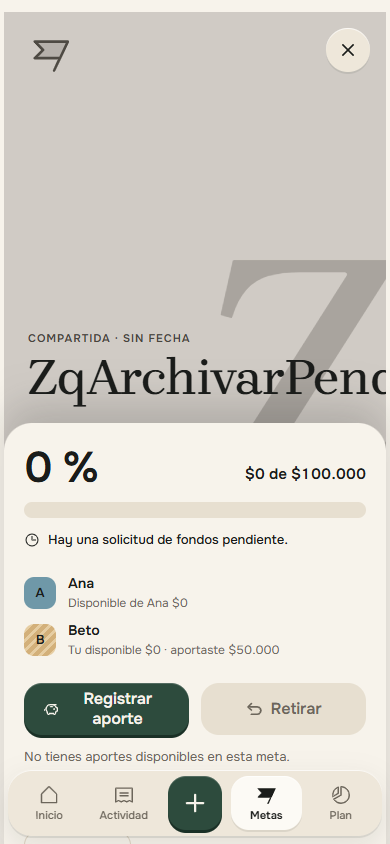 COMPARTIDA · SIN FECHA
ZqArchivarPend
0 %
$0 de $100.000
Hay una solicitud de fondos pendiente.
A
Ana
Disponible de Ana $0
B
Beto
Tu disponible $0 · aportaste $50.000
Registrar
aporte
Retirar
No tienes aportes disponibles en esta meta.
Inicio
Actividad
Metas
Plan